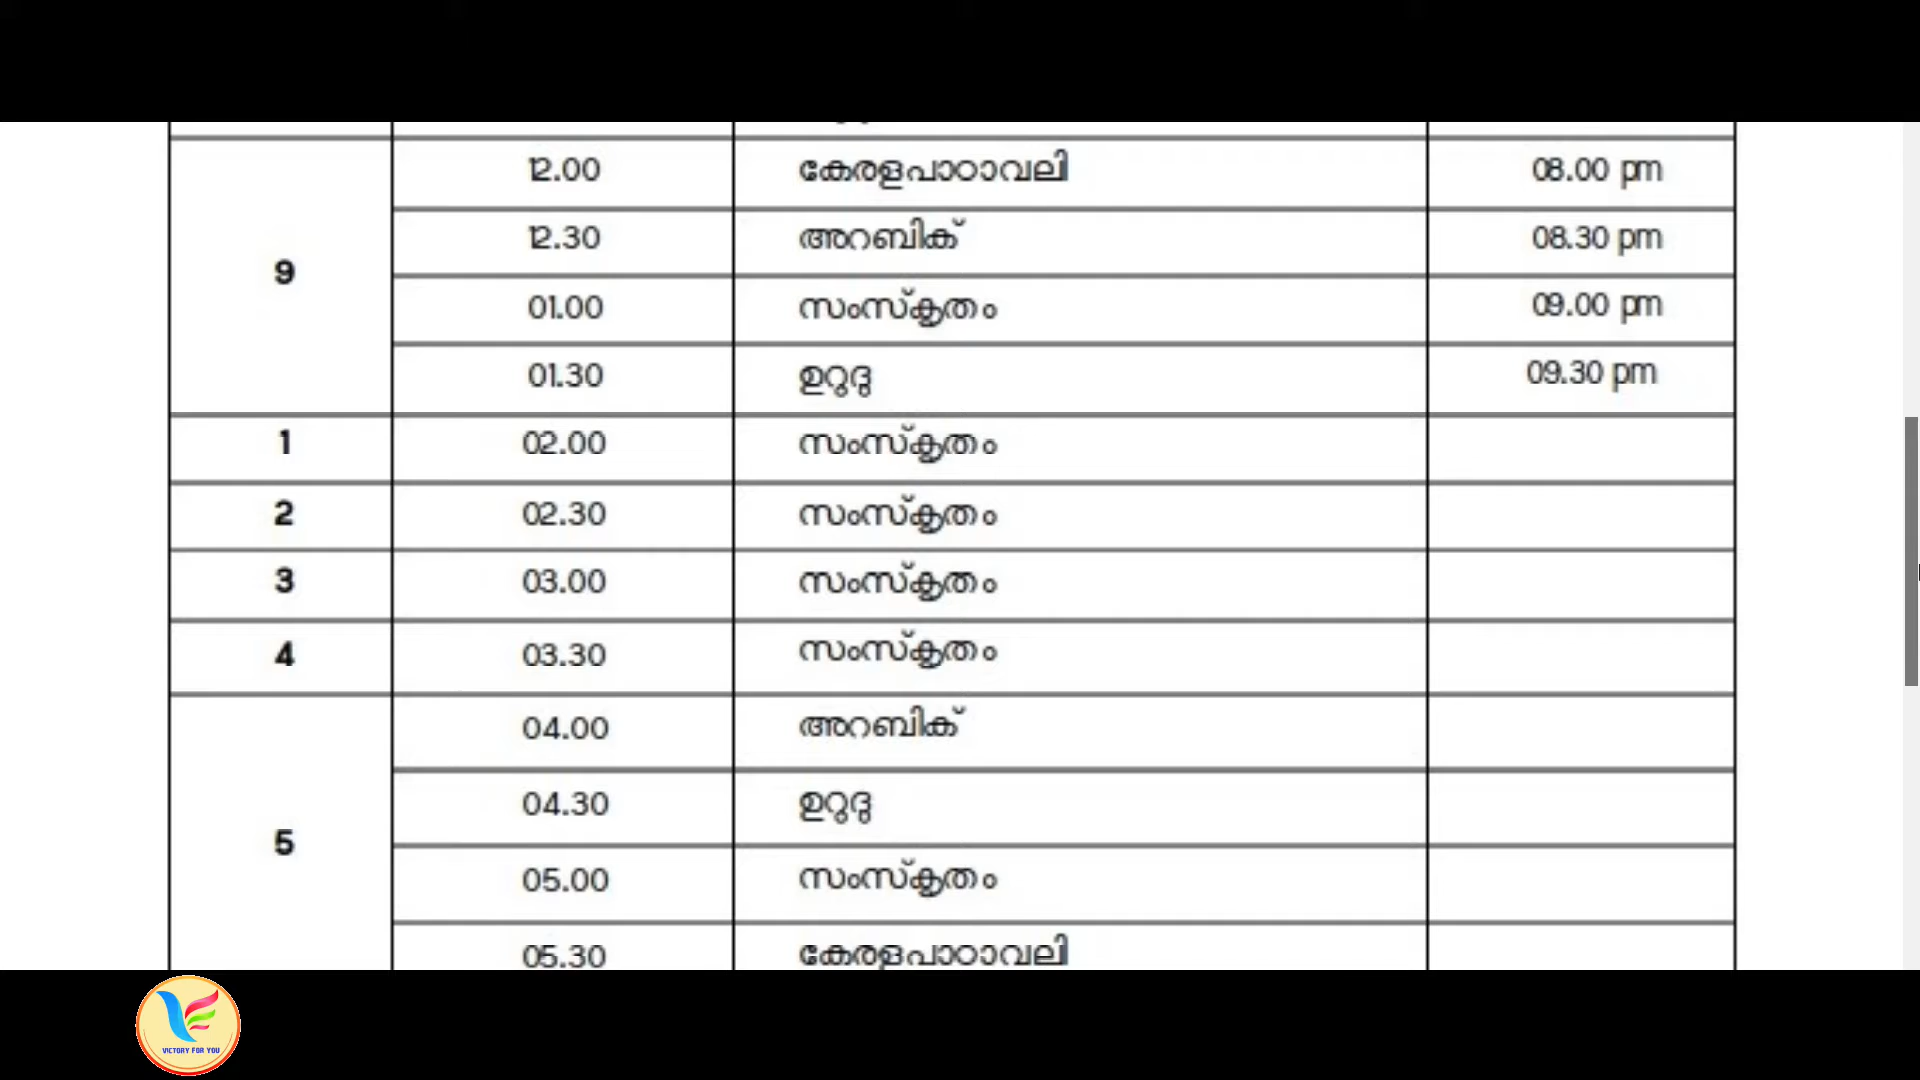 12.00 കേരളപാഠാവലി 08.00 pm
12.30 അറബിക് 08.30 pm
9
01.00 സംസ്കൃതം 09.00 pm
01.30 ഉറുദു 09.30 pm
1 02.00 സംസ്കൃതം
2 02.30 സംസ്കൃതം
3 03.00 സംസ്കൃതം
4 03.30 സംസ്കൃതം
04.00 അറബിക്
04.30 ഉറുദു
5
05.00 സംസ്കൃതം
05.30 കേരളപാഠാവലി
VICTORY FOR YOU